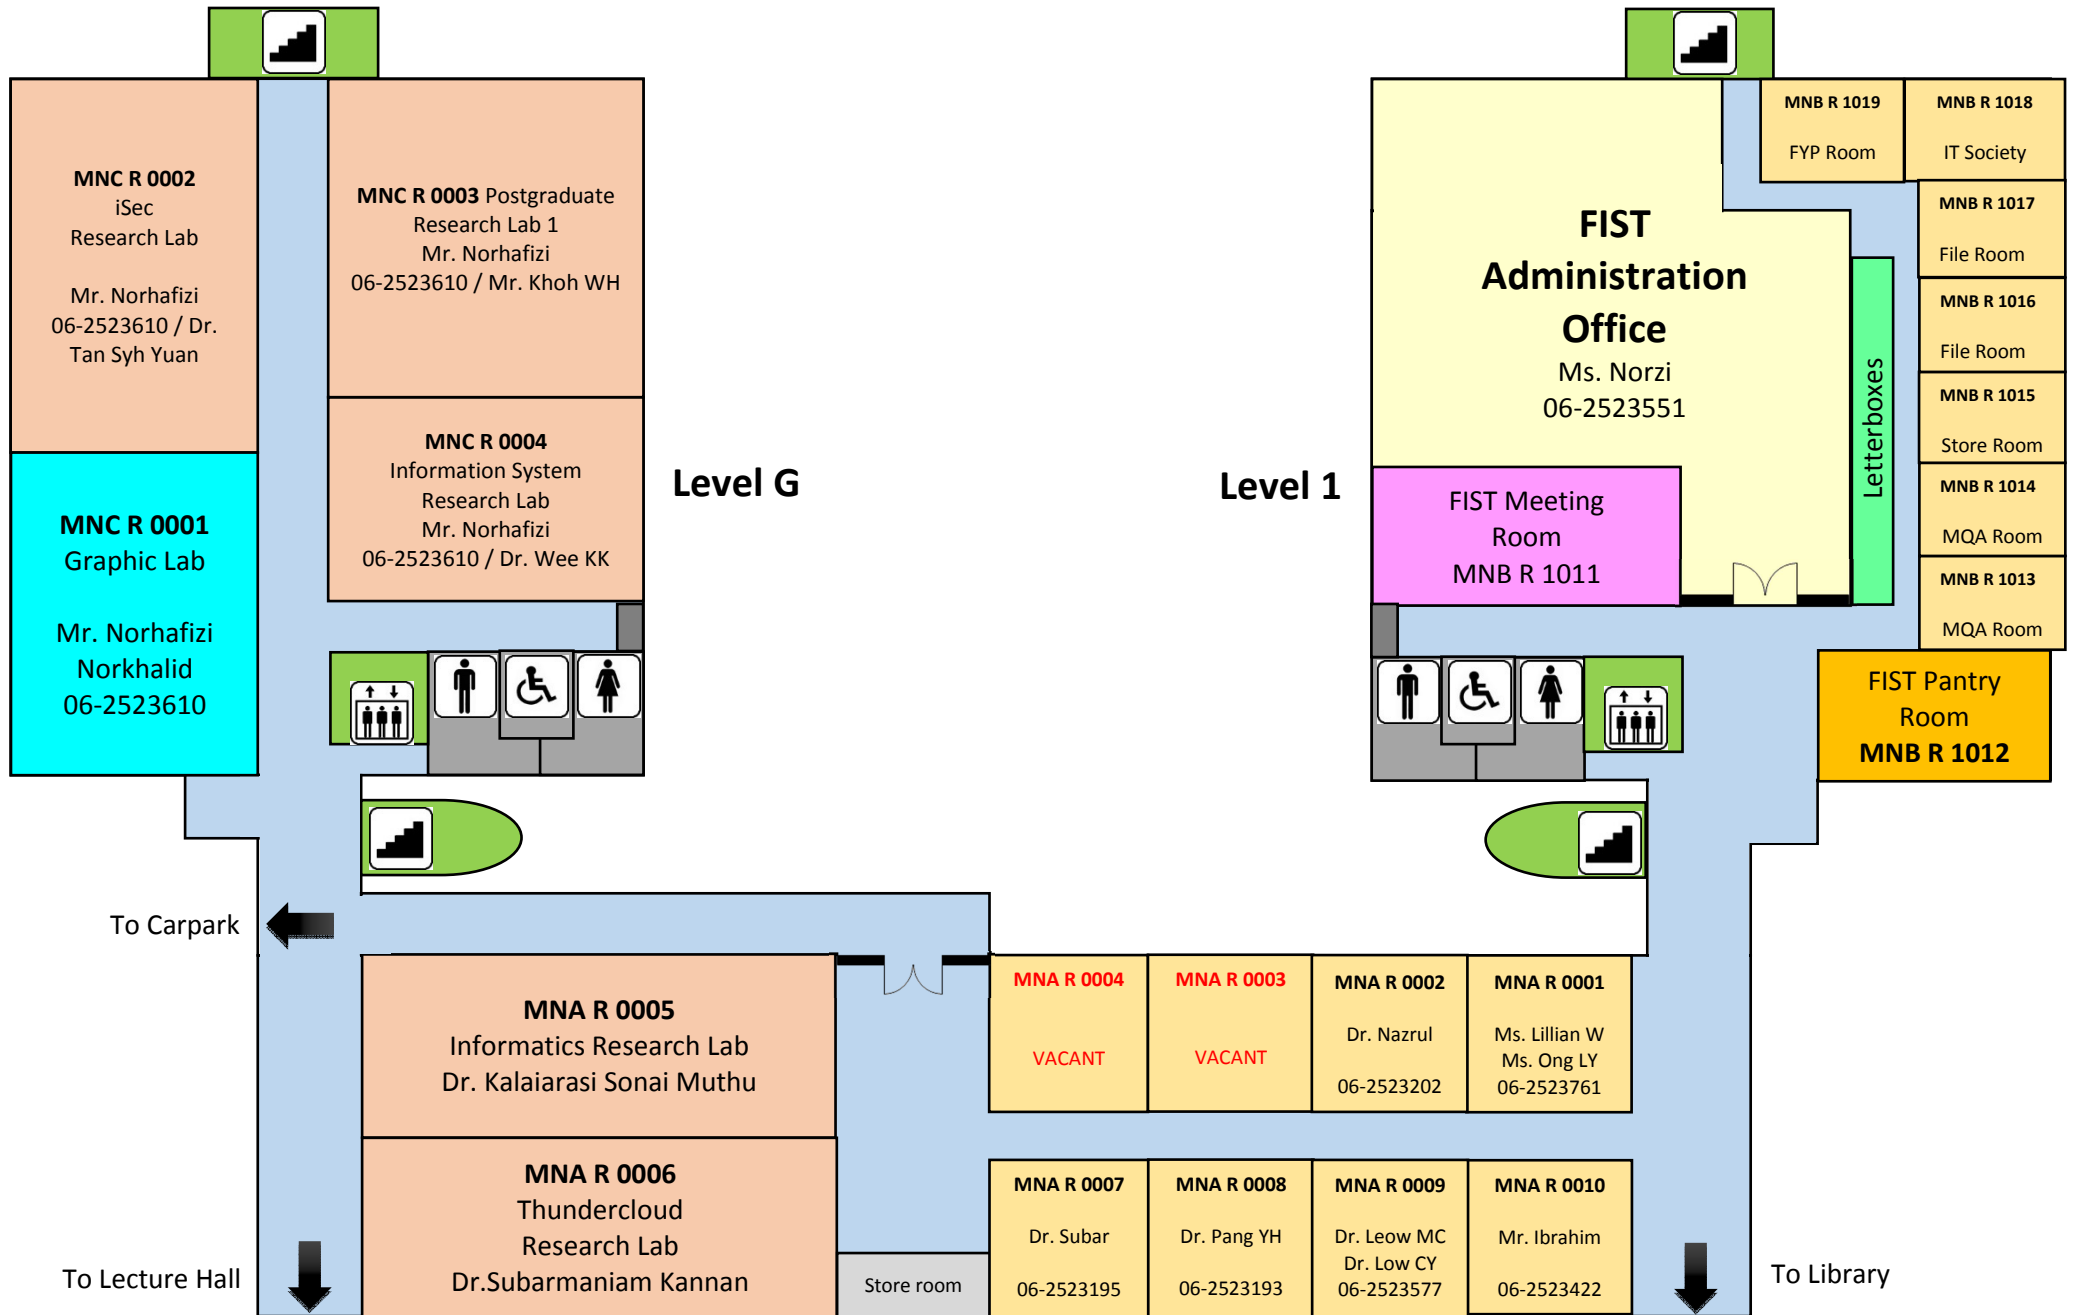 MNC R 0002
iSec
Research Lab
Mr. Norhafizi
06-2523610 / Dr.
Tan Syh Yuan
MNC R 0003 Postgraduate
Research Lab 1
Mr. Norhafizi
06-2523610 / Mr. Khoh WH
MNC R 0004
Information System
Research Lab
Mr. Norhafizi
06-2523610 / Dr. Wee KK
MNC R 0001
Graphic Lab
Mr. Norhafizi
Norkhalid
06-2523610
Level G
Level 1
FIST
Administration
Office
Ms. Norzi
06-2523551
FIST Meeting
Room
MNB R 1011
Letterboxes
MNB R 1019
FYP Room
MNB R 1018
IT Society
MNB R 1017
File Room
MNB R 1016
File Room
MNB R 1015
Store Room
MNB R 1014
MQA Room
MNB R 1013
MQA Room
FIST Pantry
Room
MNB R 1012
To Carpark
MNA R 0005
Informatics Research Lab
Dr. Kalaiarasi Sonai Muthu
MNA R 0004
VACANT
MNA R 0003
VACANT
MNA R 0002
Dr. Nazrul
06-2523202
MNA R 0001
Ms. Lillian W
Ms. Ong LY
06-2523761
MNA R 0006
Thundercloud
Research Lab
Dr.Subarmaniam Kannan
Store room
MNA R 0007
Dr. Subar
06-2523195
MNA R 0008
Dr. Pang YH
06-2523193
MNA R 0009
Dr. Leow MC
Dr. Low CY
06-2523577
MNA R 0010
Mr. Ibrahim
06-2523422
To Lecture Hall
To Library